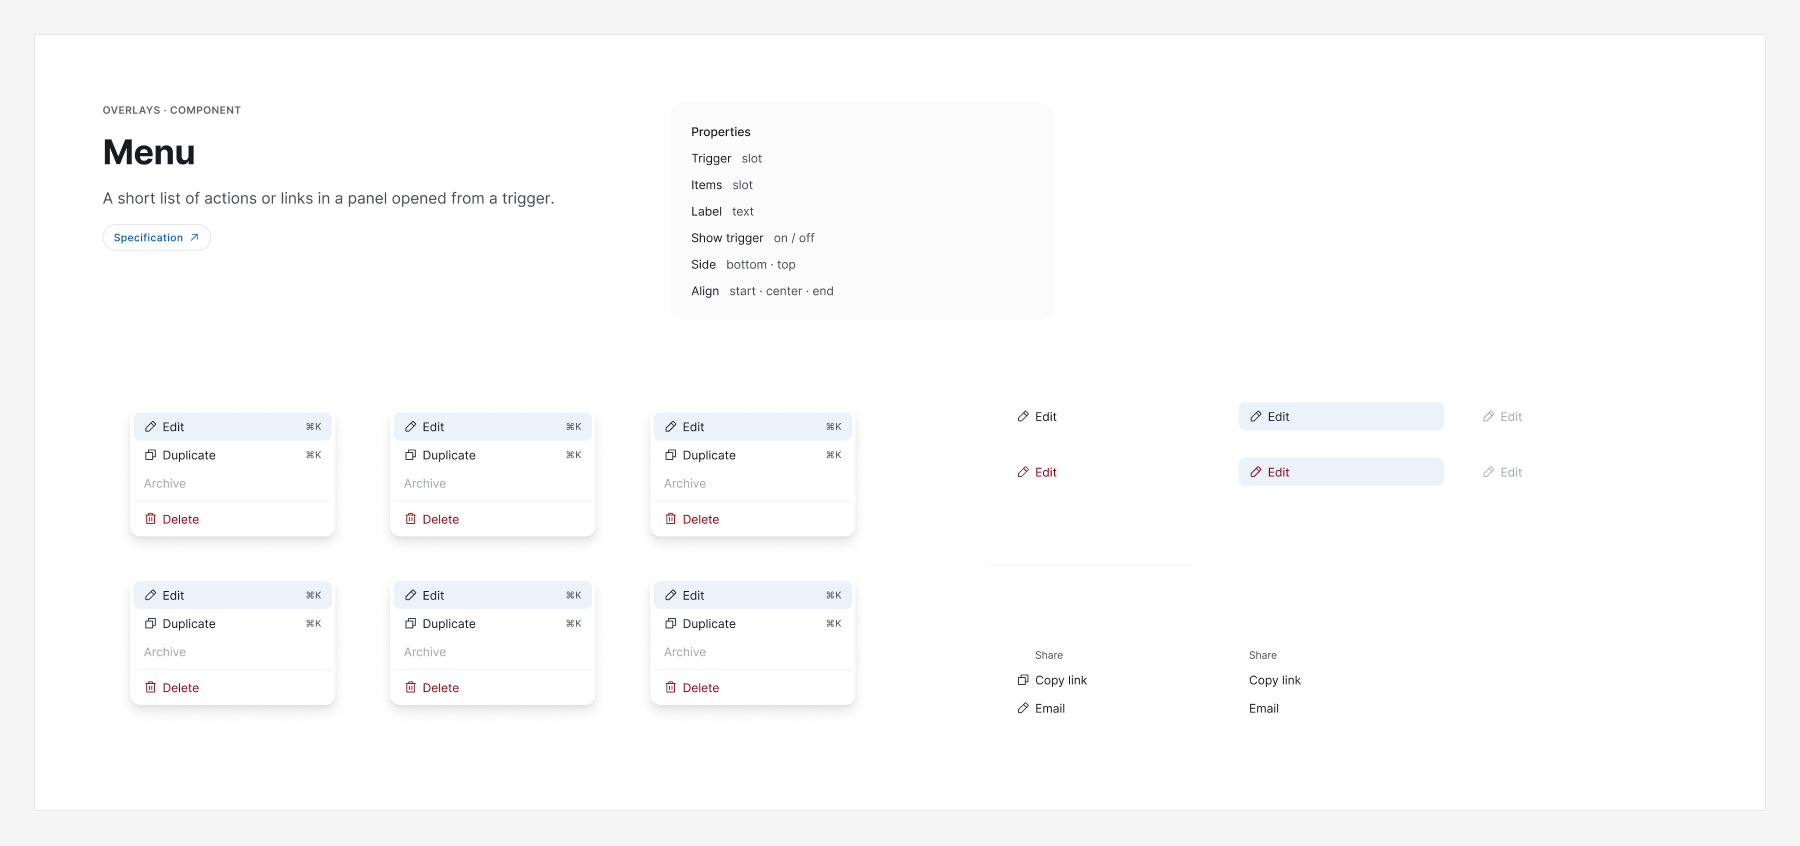 OVERLAYS · COMPONENT
Menu
A short list of actions or links in a panel opened from a trigger.
Specification
Properties
Trigger slot
Items slot
Label text
Show trigger on / off
Side bottom · top
Align start · center · end
Edit ⌘K
Duplicate ⌘K
Archive
Delete
Edit ⌘K
Duplicate ⌘K
Archive
Delete
Edit ⌘K
Duplicate ⌘K
Archive
Delete
Edit ⌘K
Duplicate ⌘K
Archive
Delete
Edit ⌘K
Duplicate ⌘K
Archive
Delete
Edit ⌘K
Duplicate ⌘K
Archive
Delete
Edit
Edit
Edit
Edit
Edit
Edit
Share
Copy link
Email
Share
Copy link
Email